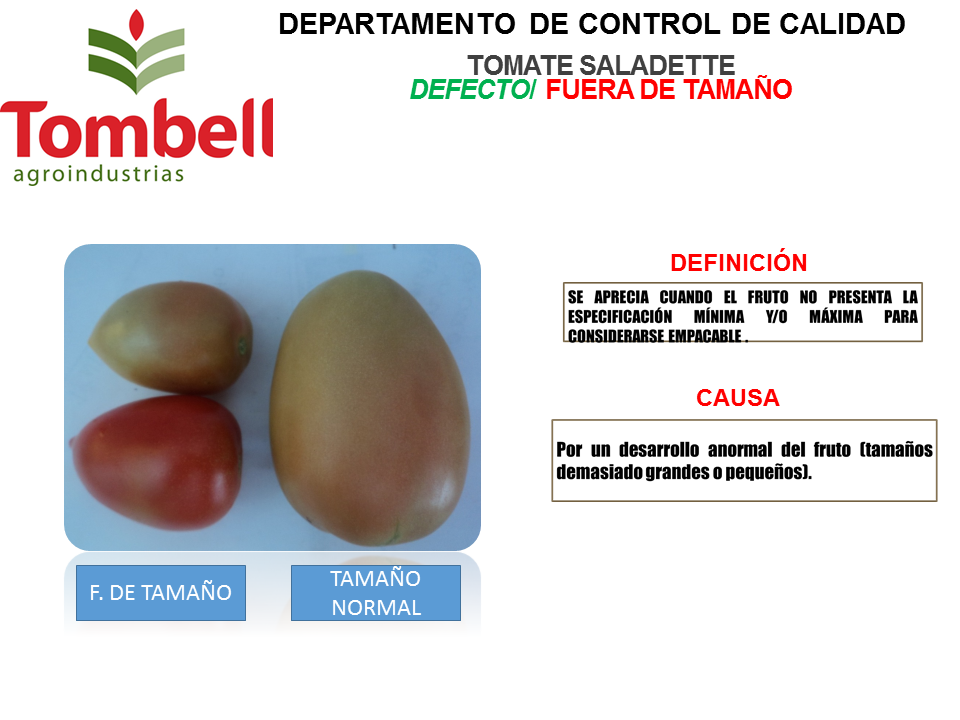 DEPARTAMENTO DE CONTROL DE CALIDAD
TOMATE SALADETTE
DEFECTO/ FUERA DE TAMAÑO
Tombell
agroindustrias
DEFINICIÓN
SE APRECIA CUANDO EL FRUTO NO PRESENTA LA
ESPECIFICACIÓN MÍNIMA Y/O MÁXIMA PARA
CONSIDERARSE EMPACABLE .
CAUSA
Por un desarrollo anormal del fruto (tamaños
demasiado grandes o pequeños).
F. DE TAMAÑO
TAMAÑO
NORMAL